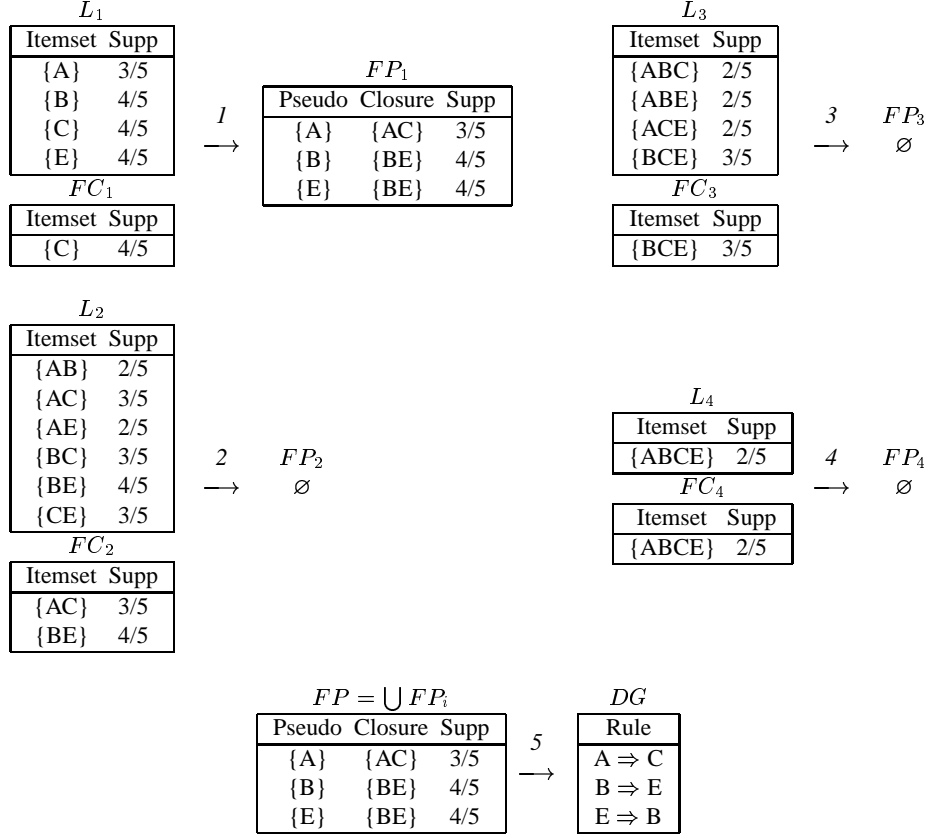 L1
Itemset Supp
{A} 3/5
{B} 4/5
{C} 4/5
{E} 4/5
FC1
Itemset Supp
{C} 4/5
1
⟶
FP1
Pseudo Closure Supp
{A} {AC} 3/5
{B} {BE} 4/5
{E} {BE} 4/5
L3
Itemset Supp
{ABC} 2/5
{ABE} 2/5
{ACE} 2/5
{BCE} 3/5
FC3
Itemset Supp
{BCE} 3/5
3
⟶
FP3
∅
L2
Itemset Supp
{AB} 2/5
{AC} 3/5
{AE} 2/5
{BC} 3/5
{BE} 4/5
{CE} 3/5
FC2
Itemset Supp
{AC} 3/5
{BE} 4/5
2
⟶
FP2
∅
L4
Itemset Supp
{ABCE} 2/5
FC4
Itemset Supp
{ABCE} 2/5
4
⟶
FP4
∅
FP = ⋃ FPi
Pseudo Closure Supp
{A} {AC} 3/5
{B} {BE} 4/5
{E} {BE} 4/5
5
⟶
DG
Rule
A ⇒ C
B ⇒ E
E ⇒ B